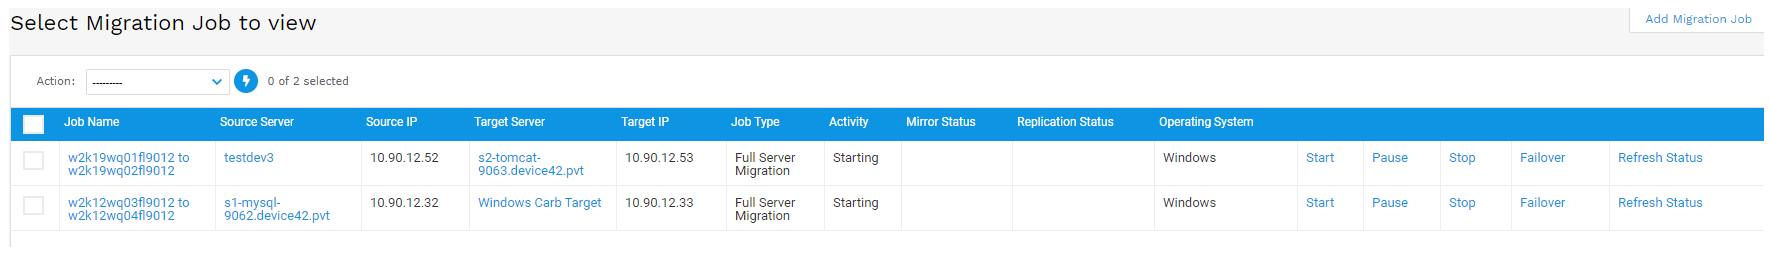 Select Migration Job to view
Add Migration Job
Action: --------- 0 of 2 selected
Job Name Source Server Source IP Target Server Target IP Job Type Activity Mirror Status Replication Status Operating System
w2k19wq01fl9012 to testdev3 10.90.12.52 s2-tomcat- 10.90.12.53 Full Server Starting Windows Start Pause Stop Failover Refresh Status
w2k19wq02fl9012 9063.device42.pvt Migration
w2k12wq03fl9012 to s1-mysql- 10.90.12.32 Windows Carb Target 10.90.12.33 Full Server Starting Windows Start Pause Stop Failover Refresh Status
w2k12wq04fl9012 9062.device42.pvt Migration